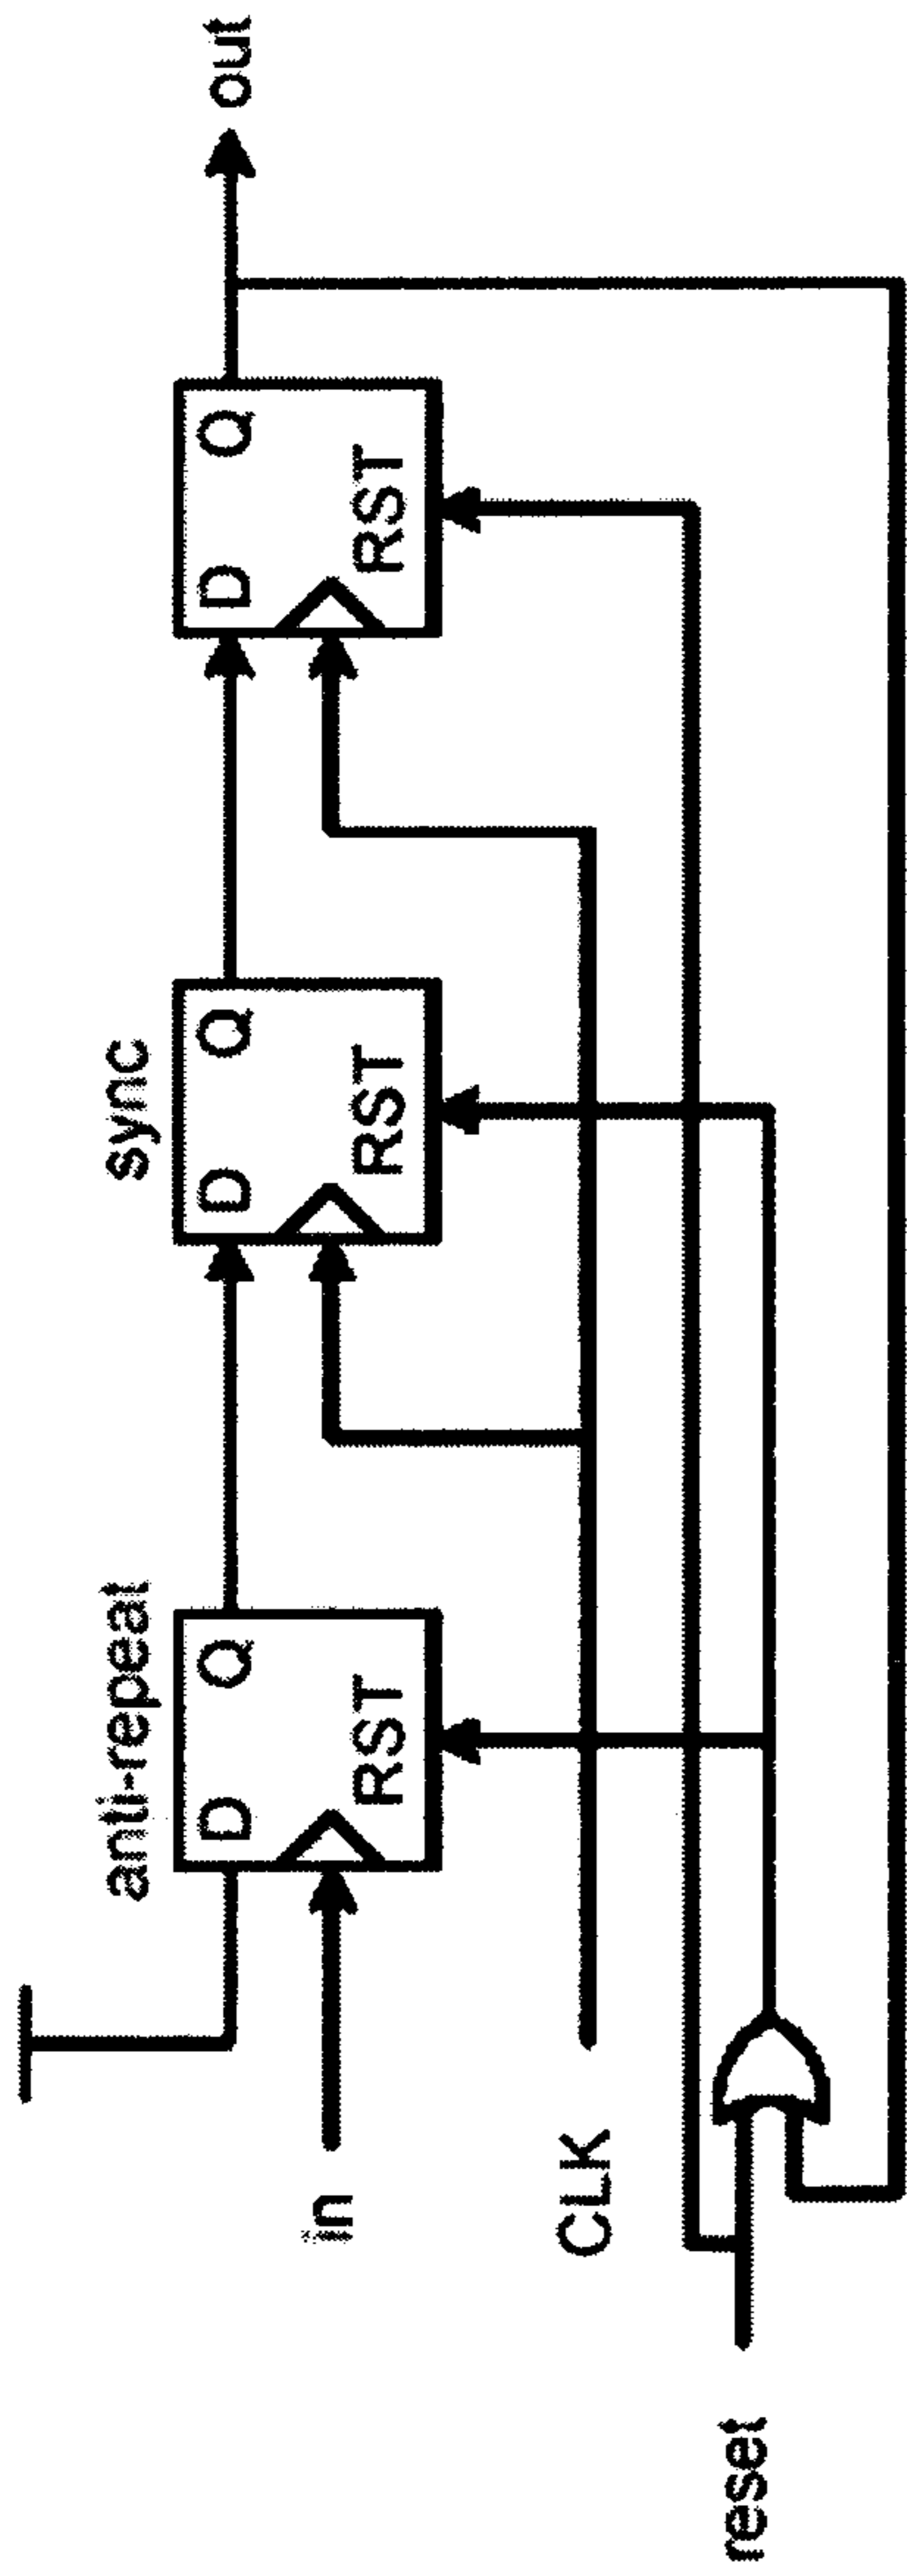 anti-repeat
sync
D Q
RST
D Q
RST
D Q
RST
out
in
CLK
reset